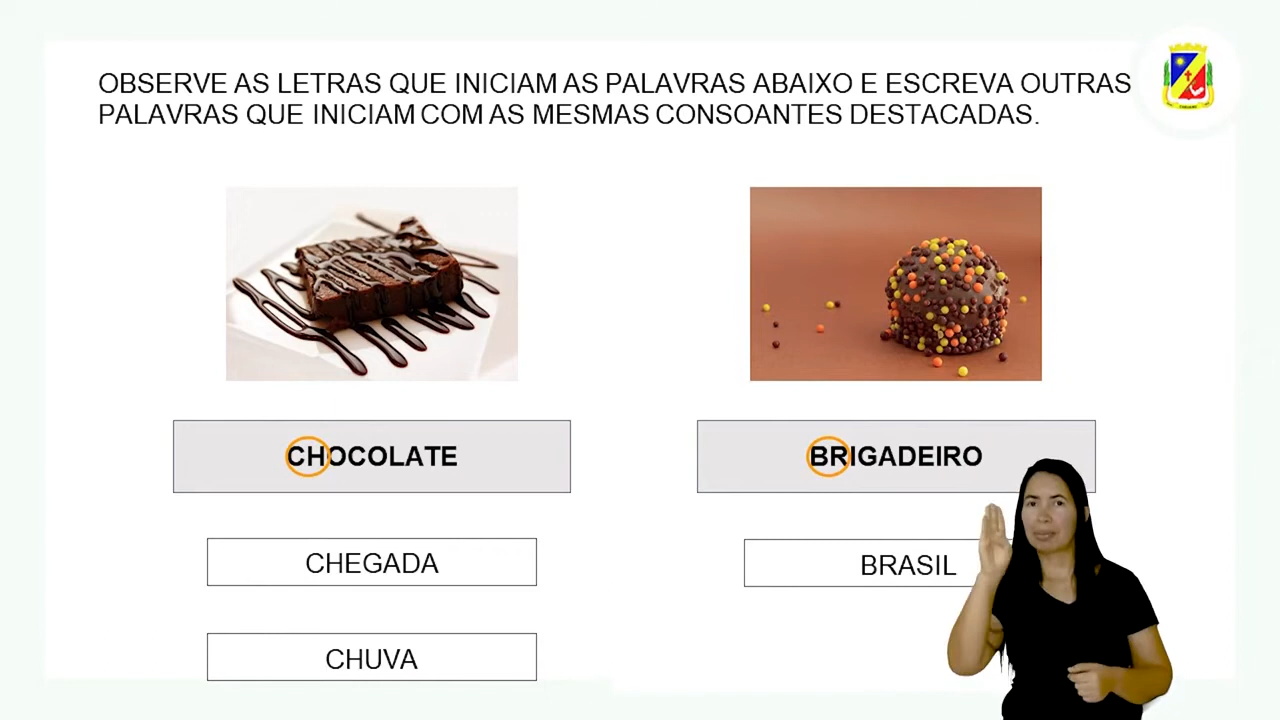 OBSERVE AS LETRAS QUE INICIAM AS PALAVRAS ABAIXO E ESCREVA OUTRAS
PALAVRAS QUE INICIAM COM AS MESMAS CONSOANTES DESTACADAS.
CHOCOLATE
BRIGADEIRO
CHEGADA
BRASIL
CHUVA